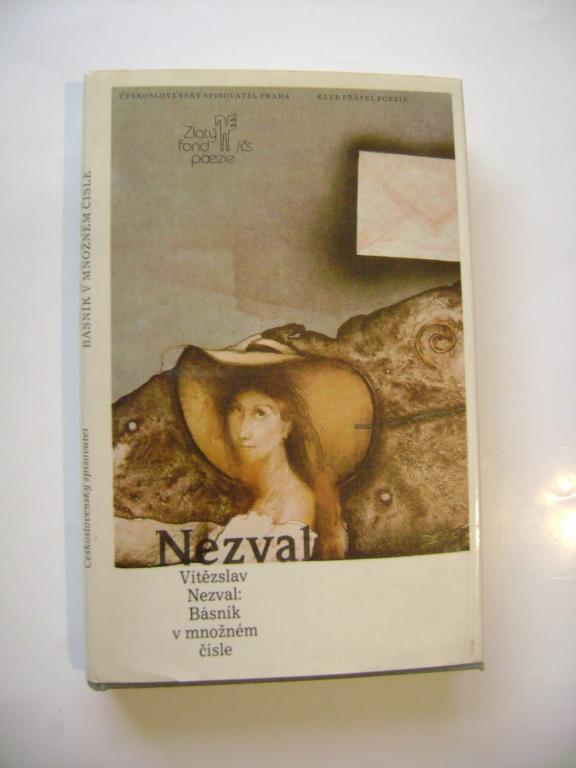 ČESKOSLOVENSKÝ SPISOVATEL PRAHA
KLUB PŘÁTEL POEZIE
Zlatý
fond /čs
poezie
Nezval
Vítězslav
Nezval:
Básník
v množném
čísle
BÁSNÍK V MNOŽNÉM ČÍSLE
Československý spisovatel